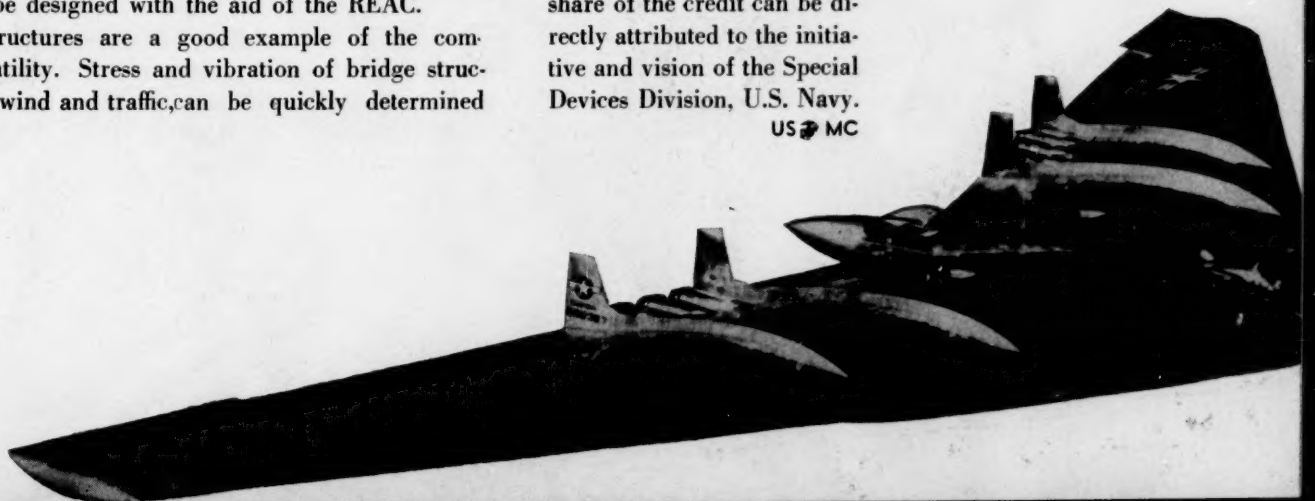 be designed with the aid of the REAC.
ructures are a good example of the com-
tility. Stress and vibration of bridge struc-
wind and traffic,can be quickly determined
share of the credit can be di-
rectly attributed to the initia-
tive and vision of the Special
Devices Division, U.S. Navy.
US MC